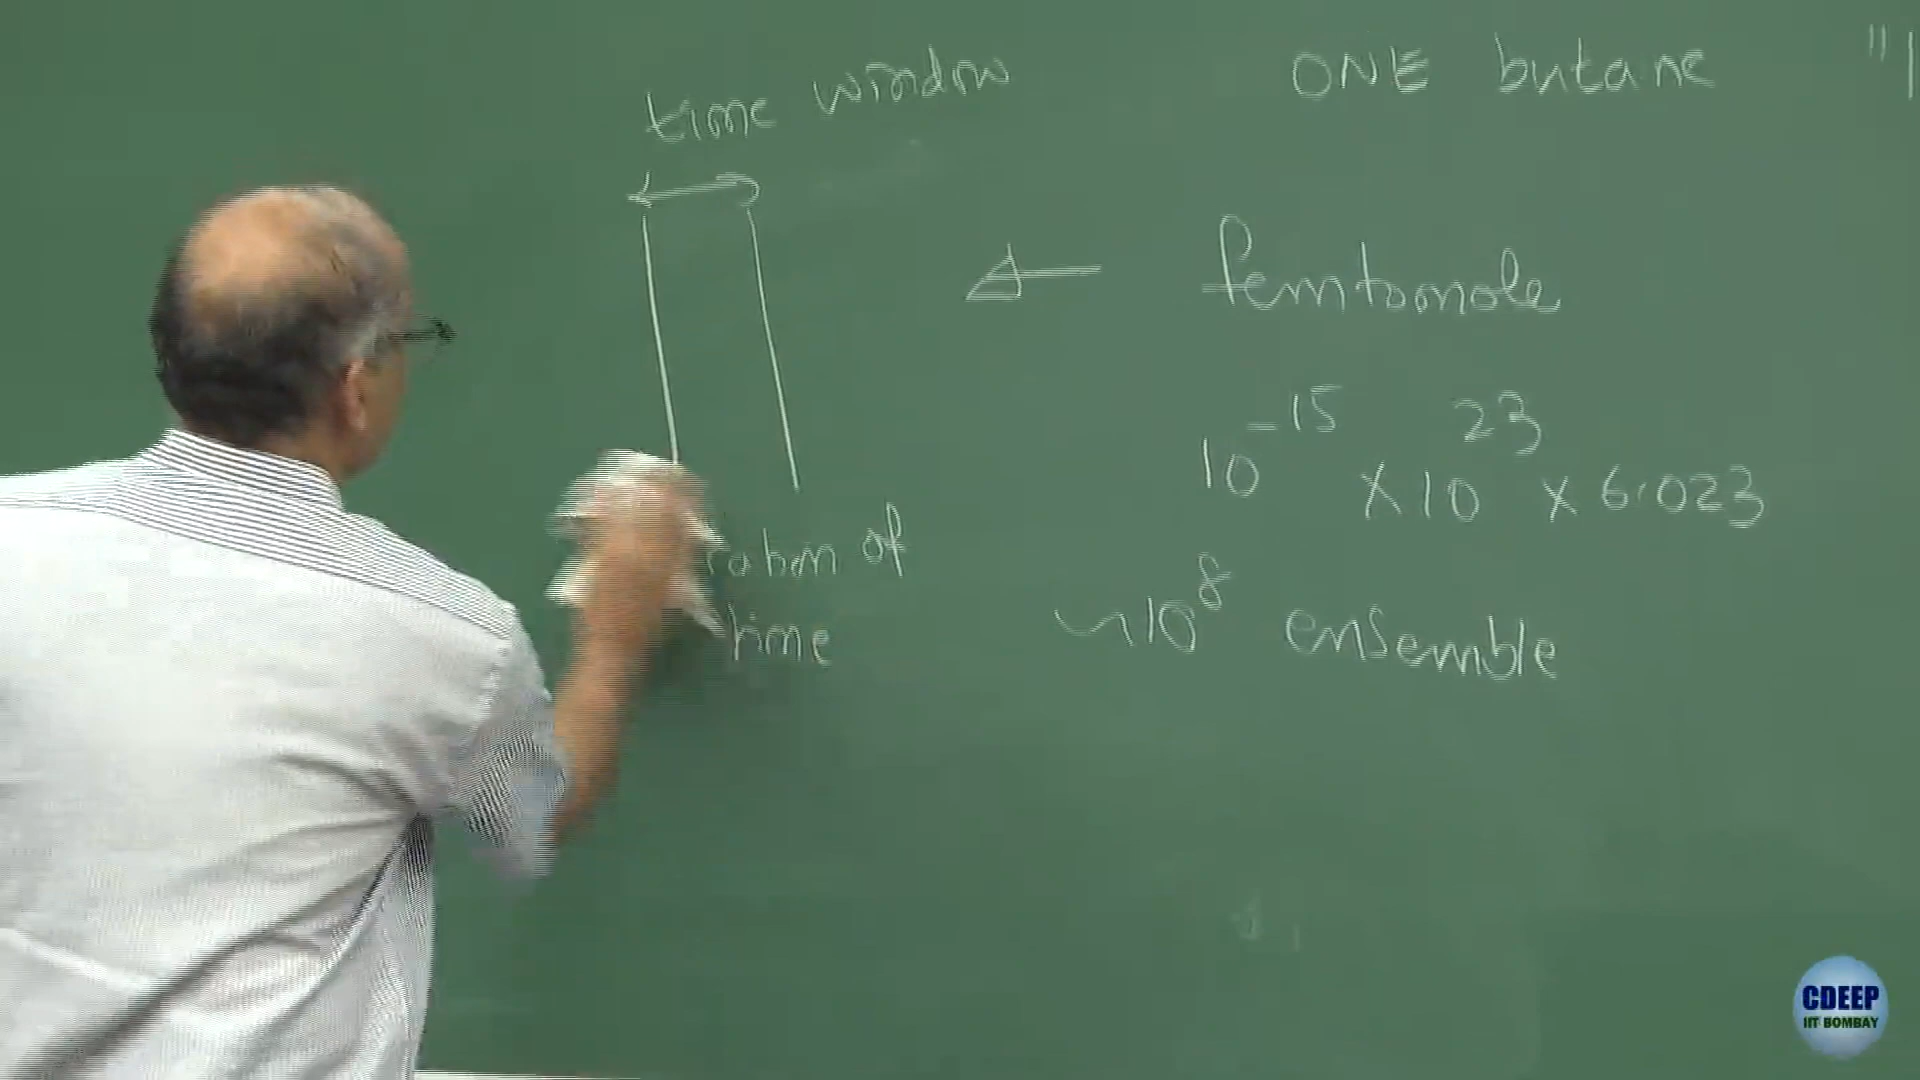 time window
ONE butane
femtomole
10^-15 × 10^23 × 6.023
of
time
~10^8 ensemble
CDEEP
IIT BOMBAY